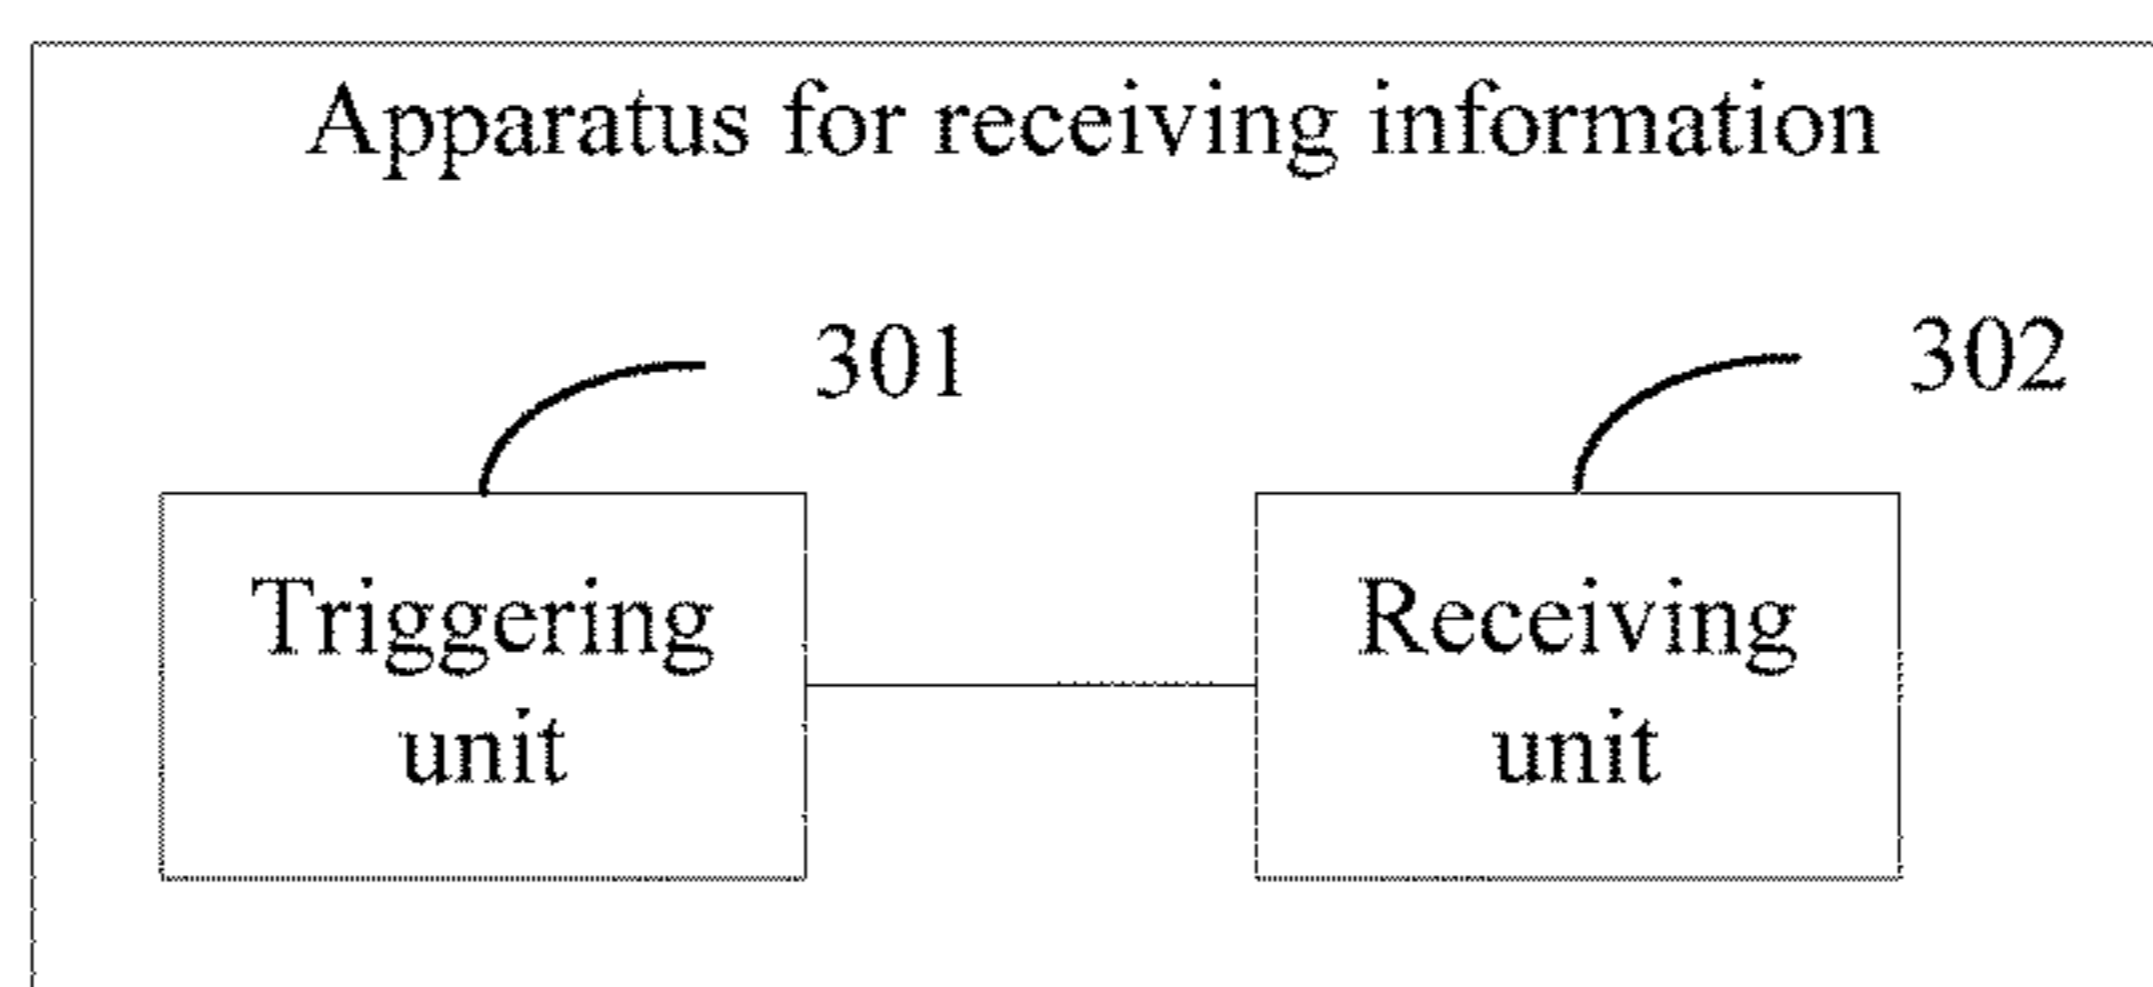 Apparatus for receiving information
301
302
Triggering
unit
Receiving
unit